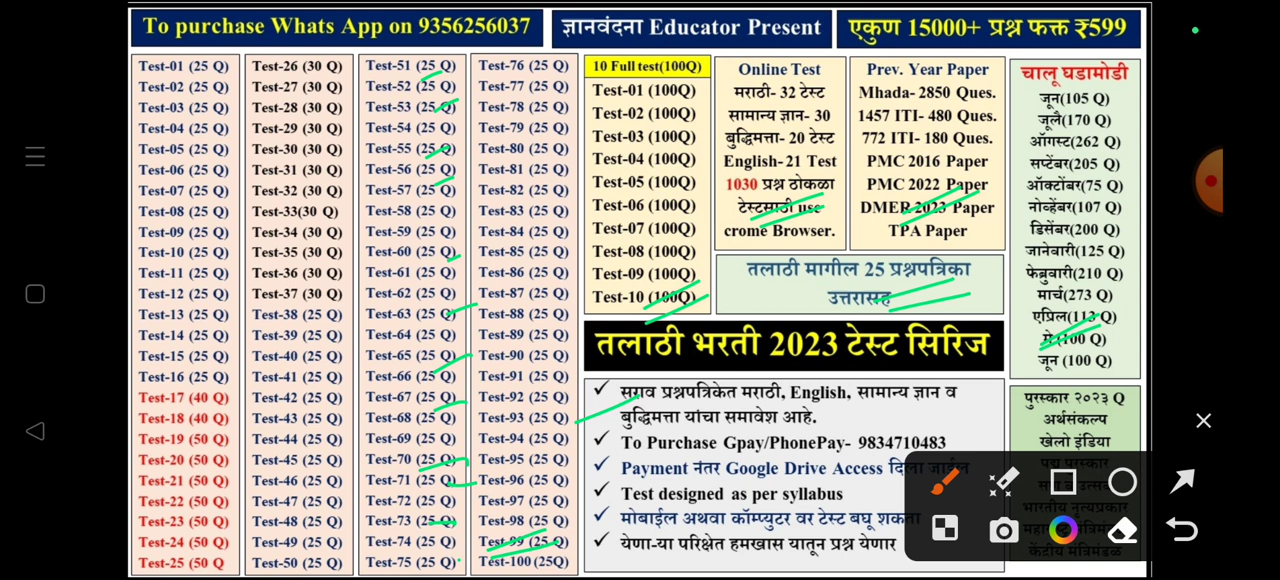 To purchase Whats App on 9356256037
ज्ञानवंदना Educator Present
एकुण 15000+ प्रश्न फक्त ₹599
Test-01 (25 Q)
Test-02 (25 Q)
Test-03 (25 Q)
Test-04 (25 Q)
Test-05 (25 Q)
Test-06 (25 Q)
Test-07 (25 Q)
Test-08 (25 Q)
Test-09 (25 Q)
Test-10 (25 Q)
Test-11 (25 Q)
Test-12 (25 Q)
Test-13 (25 Q)
Test-14 (25 Q)
Test-15 (25 Q)
Test-16 (25 Q)
Test-17 (40 Q)
Test-18 (40 Q)
Test-19 (50 Q)
Test-20 (50 Q)
Test-21 (50 Q)
Test-22 (50 Q)
Test-23 (50 Q)
Test-24 (50 Q)
Test-25 (50 Q
Test-26 (30 Q)
Test-27 (30 Q)
Test-28 (30 Q)
Test-29 (30 Q)
Test-30 (30 Q)
Test-31 (30 Q)
Test-32 (30 Q)
Test-33(30 Q)
Test-34 (30 Q)
Test-35 (30 Q)
Test-36 (30 Q)
Test-37 (30 Q)
Test-38 (25 Q)
Test-39 (25 Q)
Test-40 (25 Q)
Test-41 (25 Q)
Test-42 (25 Q)
Test-43 (25 Q)
Test-44 (25 Q)
Test-45 (25 Q)
Test-46 (25 Q)
Test-47 (25 Q)
Test-48 (25 Q)
Test-49 (25 Q)
Test-50 (25 Q)
Test-51 (25 Q)
Test-52 (25 Q)
Test-53 (25 Q)
Test-54 (25 Q)
Test-55 (25 Q)
Test-56 (25 Q)
Test-57 (25 Q)
Test-58 (25 Q)
Test-59 (25 Q)
Test-60 (25 Q)
Test-61 (25 Q)
Test-62 (25 Q)
Test-63 (25 Q)
Test-64 (25 Q)
Test-65 (25 Q)
Test-66 (25 Q)
Test-67 (25 Q)
Test-68 (25 Q)
Test-69 (25 Q)
Test-70 (25 Q)
Test-71 (25 Q)
Test-72 (25 Q)
Test-73 (25 Q)
Test-74 (25 Q)
Test-75 (25 Q)
Test-76 (25 Q)
Test-77 (25 Q)
Test-78 (25 Q)
Test-79 (25 Q)
Test-80 (25 Q)
Test-81 (25 Q)
Test-82 (25 Q)
Test-83 (25 Q)
Test-84 (25 Q)
Test-85 (25 Q)
Test-86 (25 Q)
Test-87 (25 Q)
Test-88 (25 Q)
Test-89 (25 Q)
Test-90 (25 Q)
Test-91 (25 Q)
Test-92 (25 Q)
Test-93 (25 Q)
Test-94 (25 Q)
Test-95 (25 Q)
Test-96 (25 Q)
Test-97 (25 Q)
Test-98 (25 Q)
Test-99 (25 Q)
Test-100 (25Q)
10 Full test(100Q)
Test-01 (100Q)
Test-02 (100Q)
Test-03 (100Q)
Test-04 (100Q)
Test-05 (100Q)
Test-06 (100Q)
Test-07 (100Q)
Test-08 (100Q)
Test-09 (100Q)
Test-10 (100Q)
Online Test
मराठी- 32 टेस्ट
सामान्य ज्ञान- 30
बुद्धिमत्ता- 20 टेस्ट
English-21 Test
1030 प्रश्न ठोकळा
टेस्टसाठी use
crome Browser.
Prev. Year Paper
Mhada- 2850 Ques.
1457 ITI- 480 Ques.
772 ITI- 180 Ques.
PMC 2016 Paper
PMC 2022 Paper
DMER 2023 Paper
TPA Paper
तलाठी मागील 25 प्रश्नपत्रिका
उत्तरासह
तलाठी भरती 2023 टेस्ट सिरिज
✓ सराव प्रश्नपत्रिकेत मराठी, English, सामान्य ज्ञान व
बुद्धिमत्ता यांचा समावेश आहे.
✓ To Purchase Gpay/PhonePay- 9834710483
✓ Payment नंतर Google Drive Access दिला जाईल
✓ Test designed as per syllabus
✓ मोबाईल अथवा कॉम्प्युटर वर टेस्ट बघू शकता
✓ येणा-या परिक्षेत हमखास यातून प्रश्न येणार
चालू घडामोडी
जून(105 Q)
जूलै(170 Q)
ऑगस्ट(262 Q)
सप्टेंबर(205 Q)
ऑक्टोंबर(75 Q)
नोव्हेंबर(107 Q)
डिसेंबर(200 Q)
जानेवारी(125 Q)
फेब्रुवारी(210 Q)
मार्च(273 Q)
एप्रिल(113 Q)
मे (100 Q)
जून (100 Q)
पुरस्कार २०२३ Q
अर्थसंकल्प
खेलो इंडिया
पद्म पुरस्कार